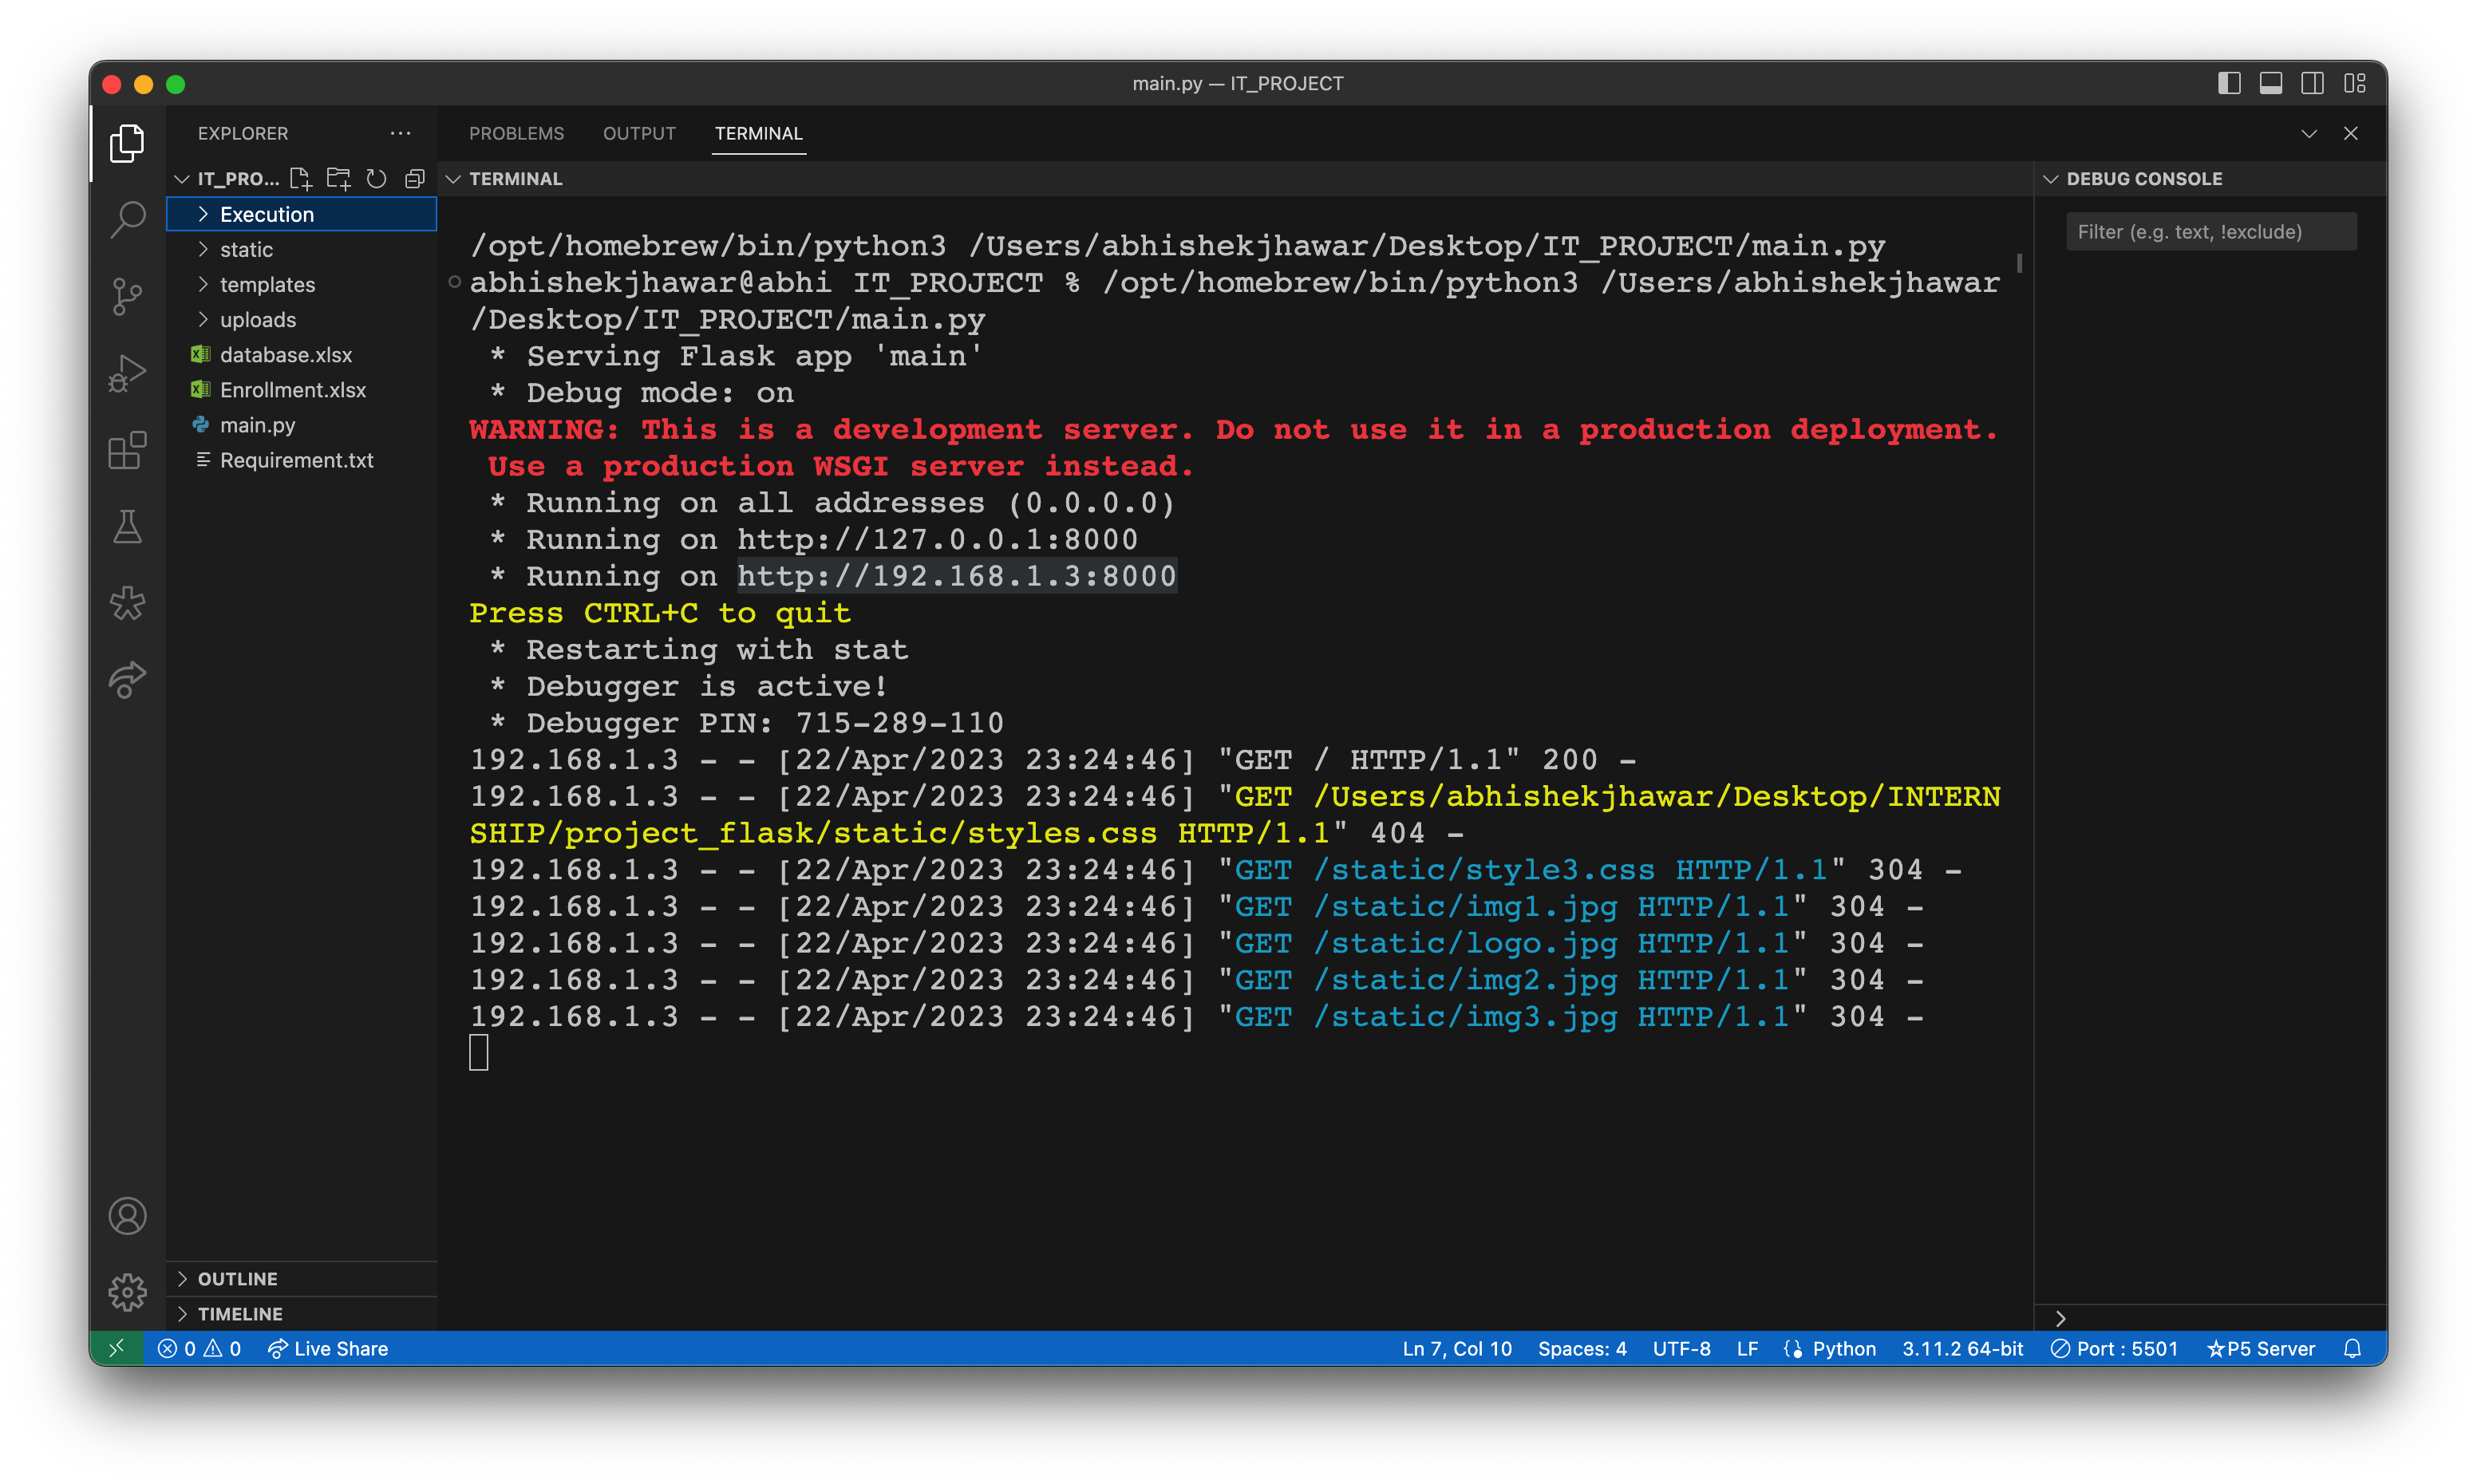 main.py — IT_PROJECT
EXPLORER
PROBLEMS OUTPUT TERMINAL
IT_PRO...
TERMINAL
DEBUG CONSOLE
Execution
static
templates
uploads
database.xlsx
Enrollment.xlsx
main.py
Requirement.txt
Filter (e.g. text, !exclude)
/opt/homebrew/bin/python3 /Users/abhishekjhawar/Desktop/IT_PROJECT/main.py
abhishekjhawar@abhi IT_PROJECT % /opt/homebrew/bin/python3 /Users/abhishekjhawar
/Desktop/IT_PROJECT/main.py
* Serving Flask app 'main'
* Debug mode: on
WARNING: This is a development server. Do not use it in a production deployment.
Use a production WSGI server instead.
* Running on all addresses (0.0.0.0)
* Running on http://127.0.0.1:8000
* Running on http://192.168.1.3:8000
Press CTRL+C to quit
* Restarting with stat
* Debugger is active!
* Debugger PIN: 715-289-110
192.168.1.3 - - [22/Apr/2023 23:24:46] "GET / HTTP/1.1" 200 -
192.168.1.3 - - [22/Apr/2023 23:24:46] "GET /Users/abhishekjhawar/Desktop/INTERN
SHIP/project_flask/static/styles.css HTTP/1.1" 404 -
192.168.1.3 - - [22/Apr/2023 23:24:46] "GET /static/style3.css HTTP/1.1" 304 -
192.168.1.3 - - [22/Apr/2023 23:24:46] "GET /static/img1.jpg HTTP/1.1" 304 -
192.168.1.3 - - [22/Apr/2023 23:24:46] "GET /static/logo.jpg HTTP/1.1" 304 -
192.168.1.3 - - [22/Apr/2023 23:24:46] "GET /static/img2.jpg HTTP/1.1" 304 -
192.168.1.3 - - [22/Apr/2023 23:24:46] "GET /static/img3.jpg HTTP/1.1" 304 -
OUTLINE
TIMELINE
0 0 Live Share
Ln 7, Col 10 Spaces: 4 UTF-8 LF Python 3.11.2 64-bit Port : 5501 P5 Server